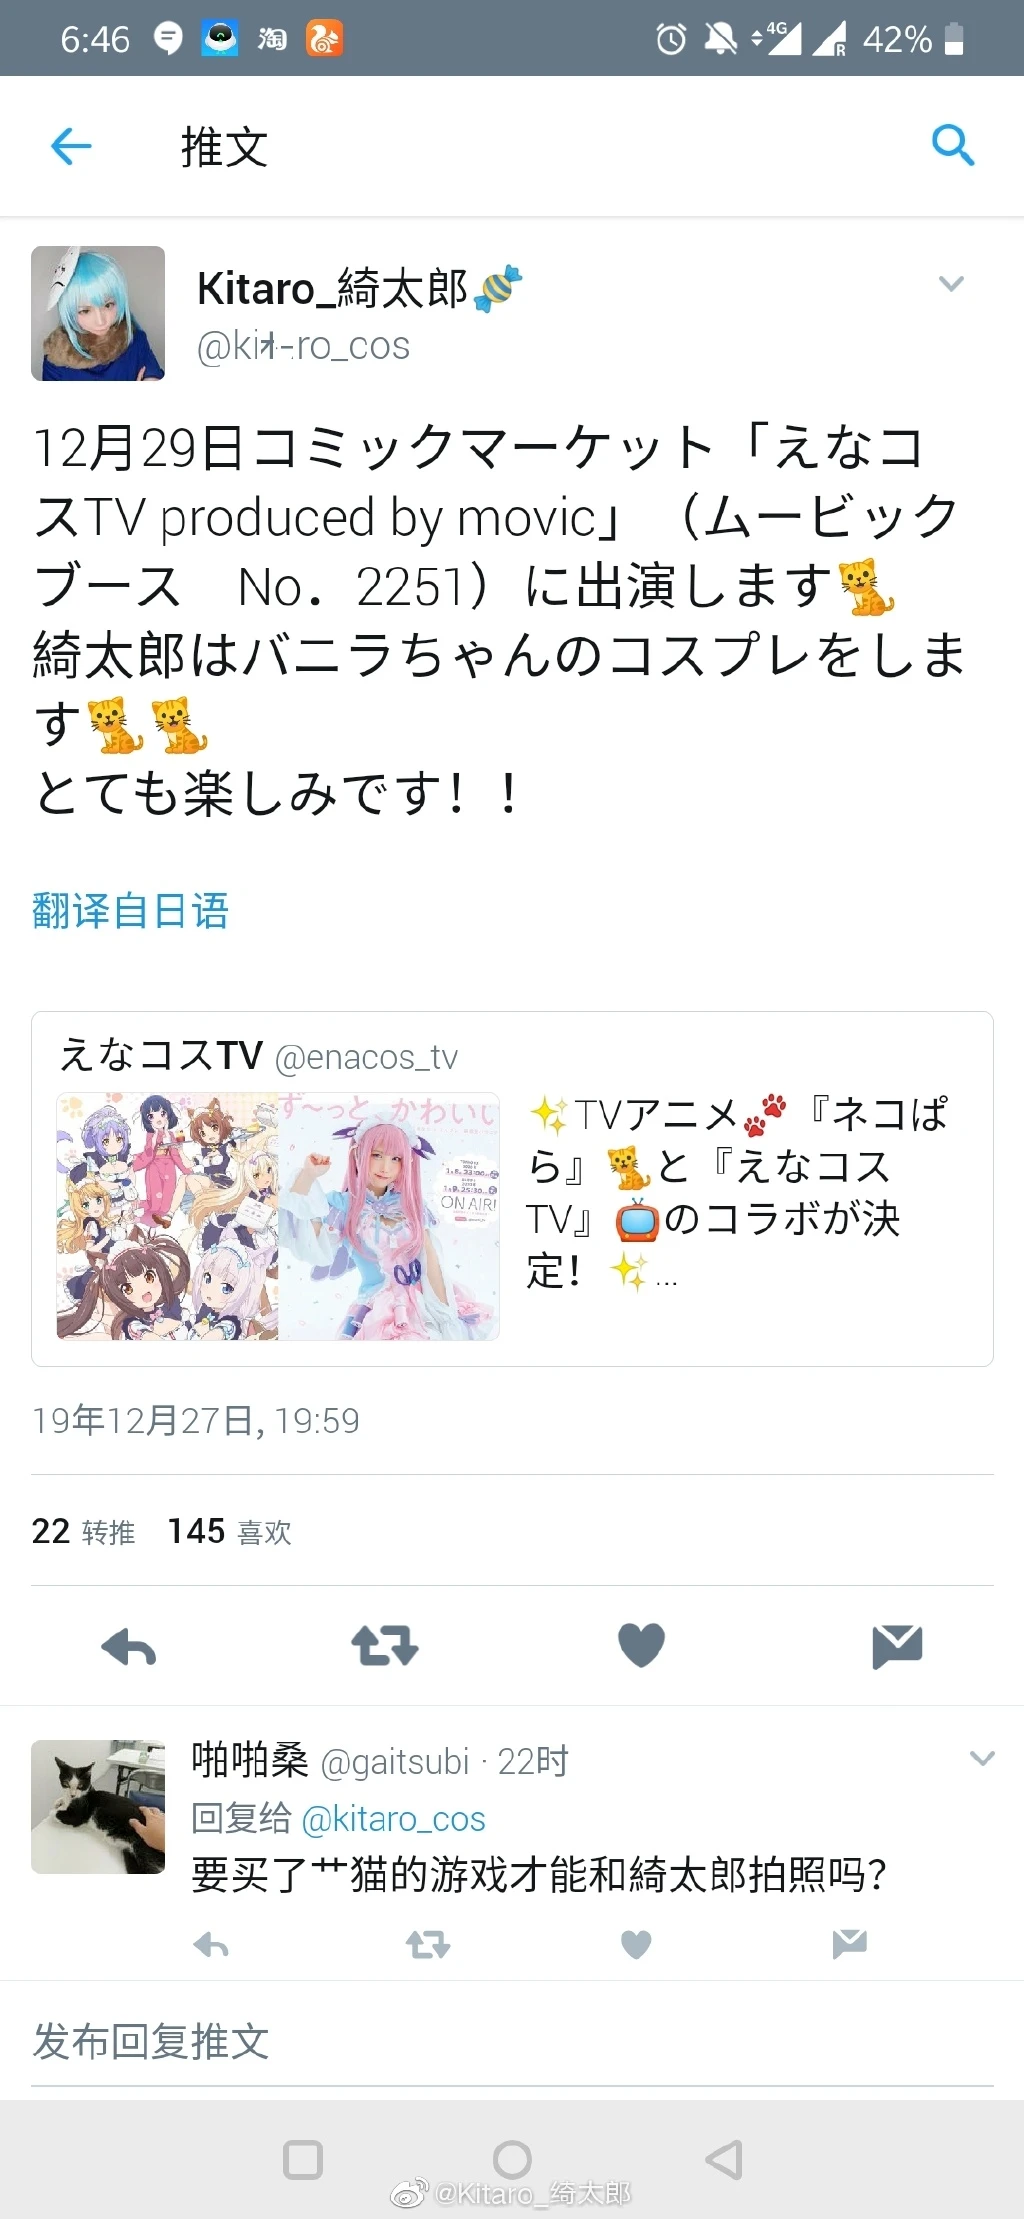 6:46
淘
4G
R
42%
推文
Kitaro_綺太郎
ro_cos
12月29日コミックマーケット「えなコ
スTV produced by movic」（ムービック
ブース　No．2251）に出演します
綺太郎はバニラちゃんのコスプレをしま
す
とても楽しみです！！
翻译自日语
えなコスTV @enacos_tv
ず〜っと、かわいい
ON AIR!
TVアニメ『ネコぱ
ら』と『えなコス
TV』のコラボが決
定！...
19年12月27日, 19:59
22 转推 145 喜欢
啪啪桑 @gaitsubi · 22时
回复给 @kitaro_cos
要买了艹猫的游戏才能和綺太郎拍照吗?
发布回复推文
@Kitaro_绮太郎